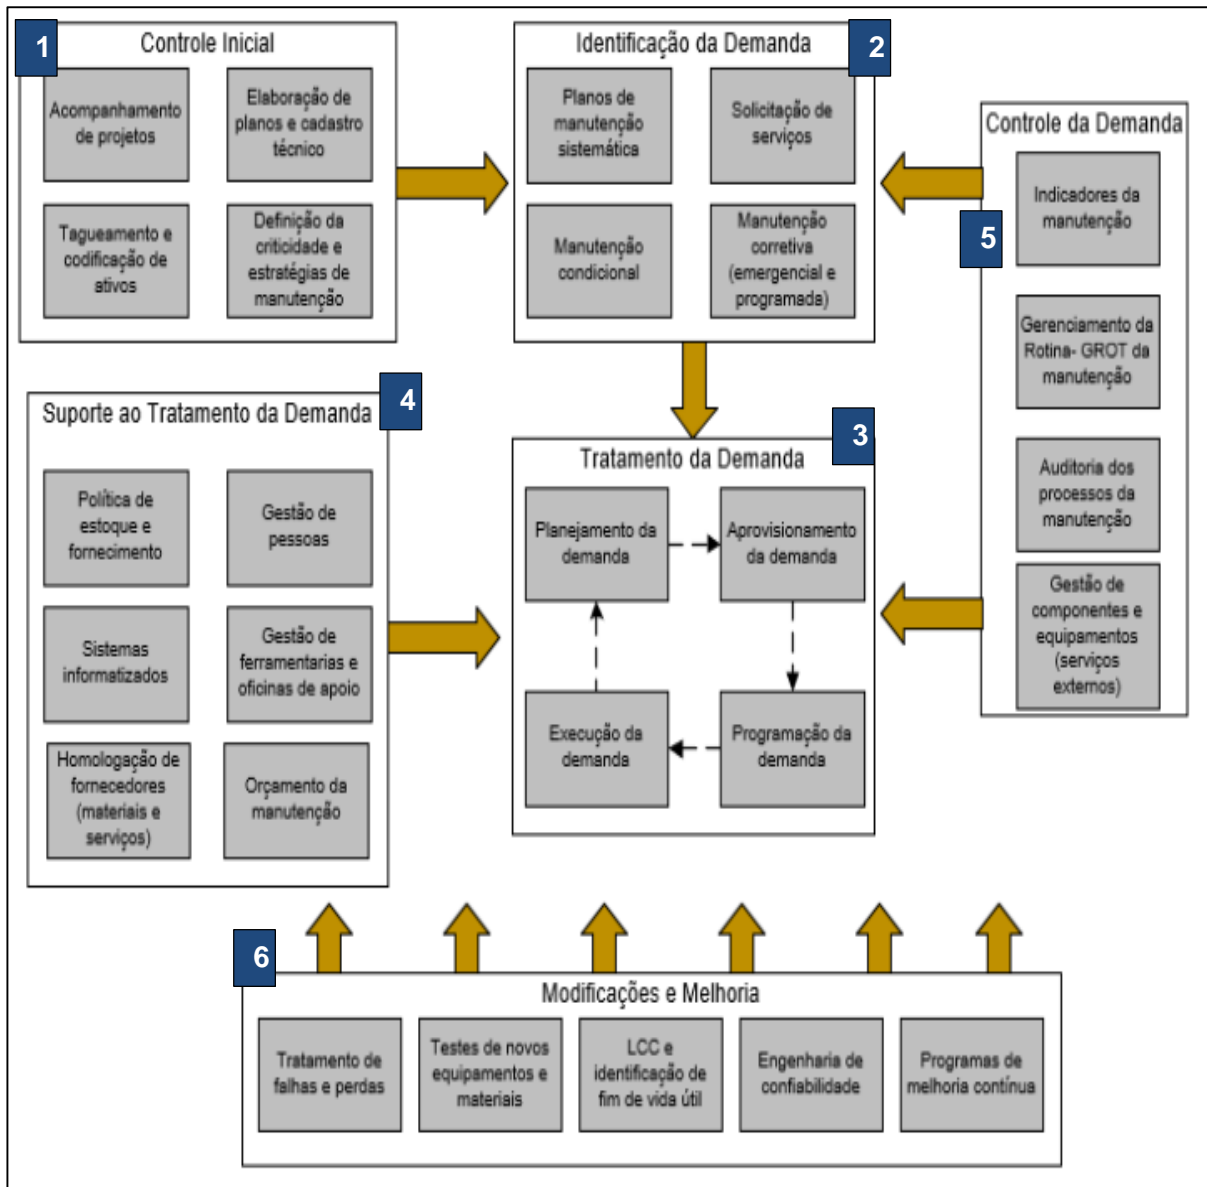 1
Controle Inicial
Acompanhamento
de projetos
Elaboração de
planos e cadastro
técnico
Tagueamento e
codificação de
ativos
Definição da
criticidade e
estratégias de
manutenção
2
Identificação da Demanda
Planos de
manutenção
sistemática
Solicitação de
serviços
Manutenção
condicional
Manutenção
corretiva
(emergencial e
programada)
3
Tratamento da Demanda
Planejamento da
demanda
Aprovisionamento
da demanda
Execução da
demanda
Programação da
demanda
4
Suporte ao Tratamento da Demanda
Política de
estoque e
fornecimento
Gestão de
pessoas
Sistemas
informatizados
Gestão de
ferramentarias e
oficinas de apoio
Homologação de
fornecedores
(materiais e
serviços)
Orçamento da
manutenção
5
Controle da Demanda
Indicadores da
manutenção
Gerenciamento da
Rotina- GROT da
manutenção
Auditoria dos
processos da
manutenção
Gestão de
componentes e
equipamentos
(serviços
externos)
6
Modificações e Melhoria
Tratamento de
falhas e perdas
Testes de novos
equipamentos e
materiais
LCC e
identificação de
fim de vida útil
Engenharia de
confiabilidade
Programas de
melhoria contínua